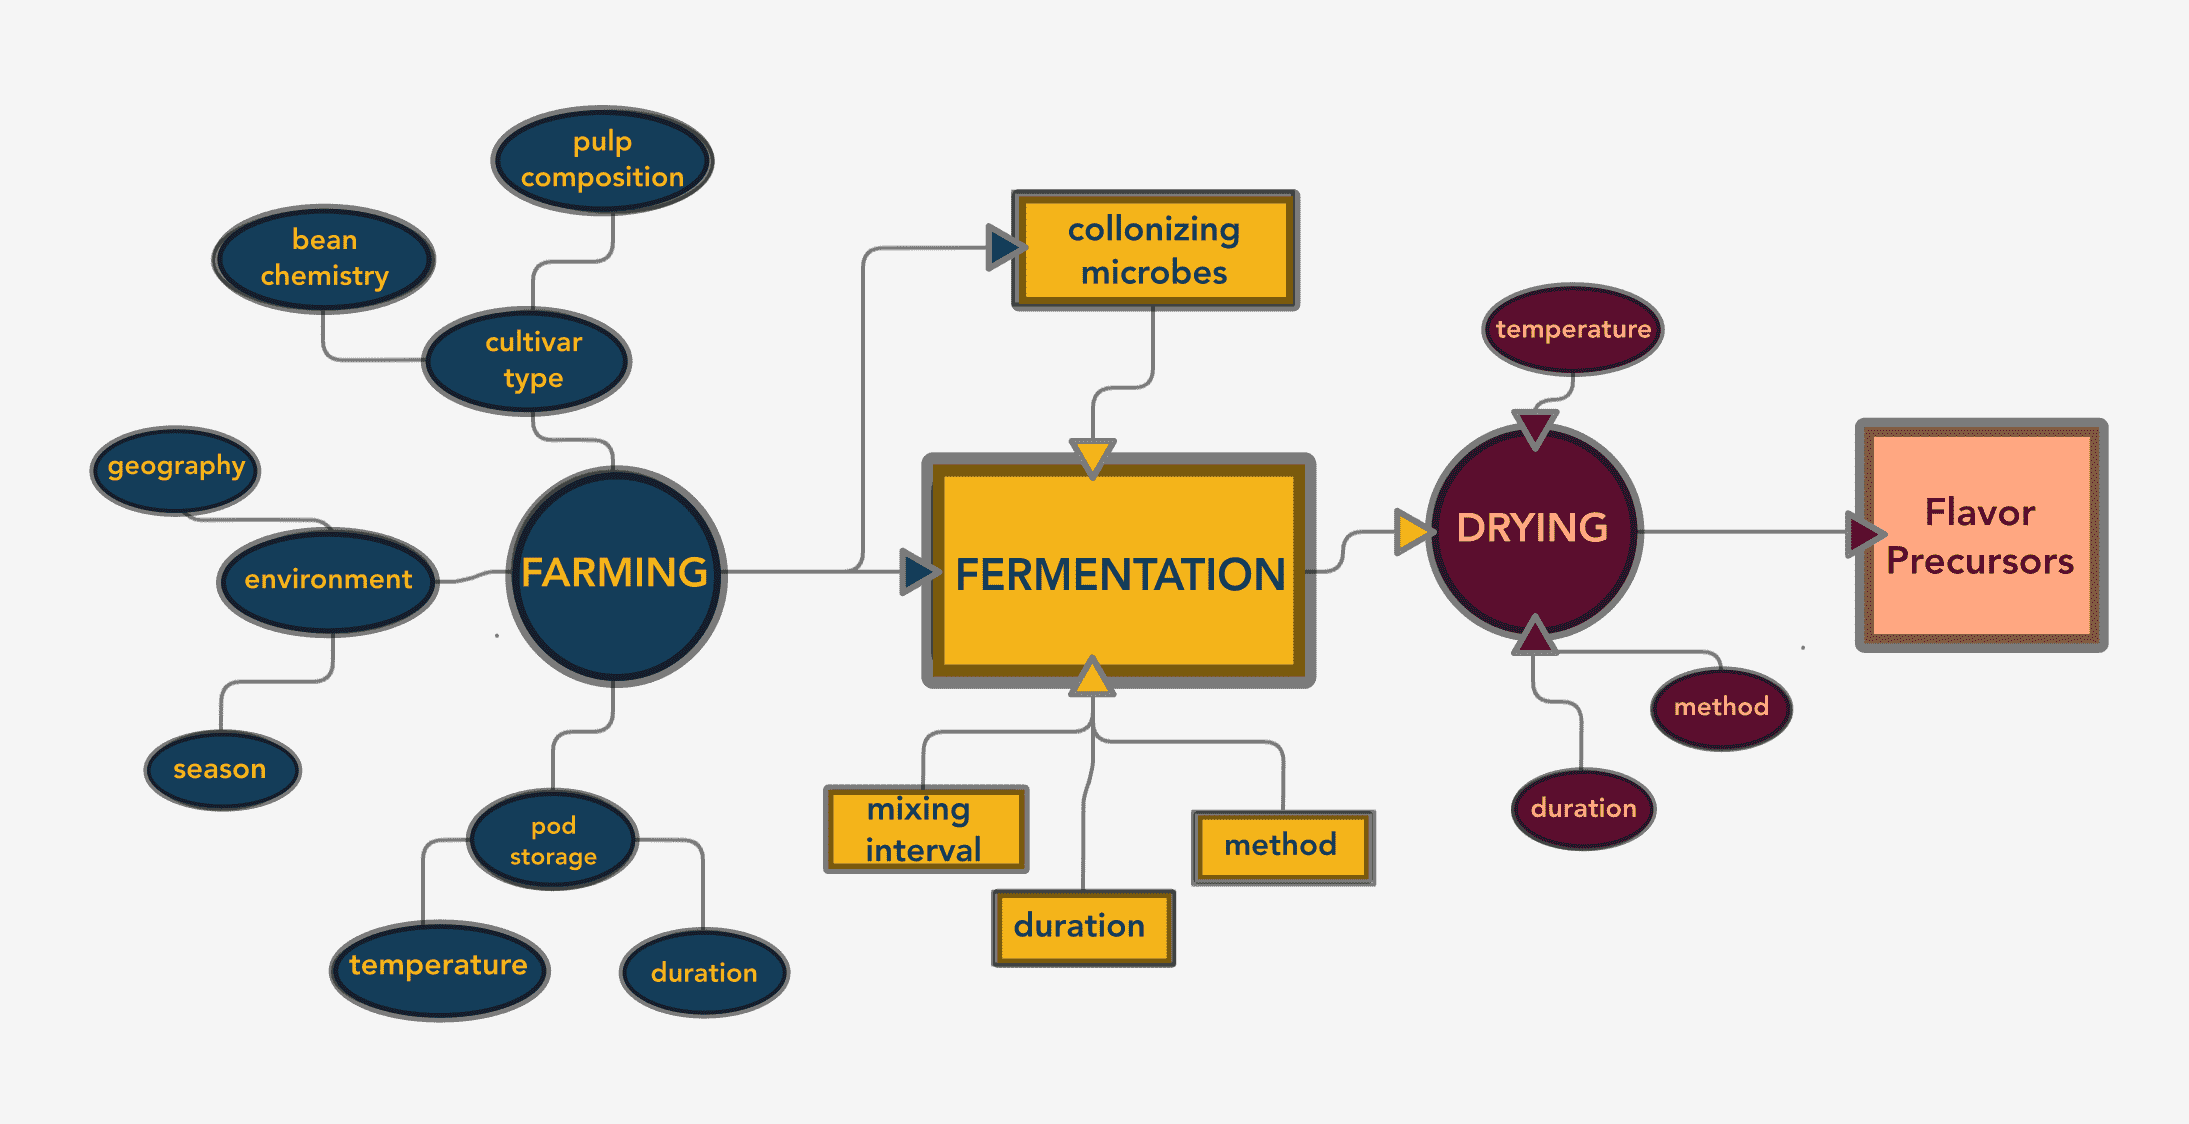 pulp
composition
bean
chemistry
cultivar
type
geography
environment
season
FARMING
pod
storage
temperature
duration
collonizing
microbes
FERMENTATION
mixing
interval
duration
method
temperature
DRYING
method
duration
Flavor
Precursors